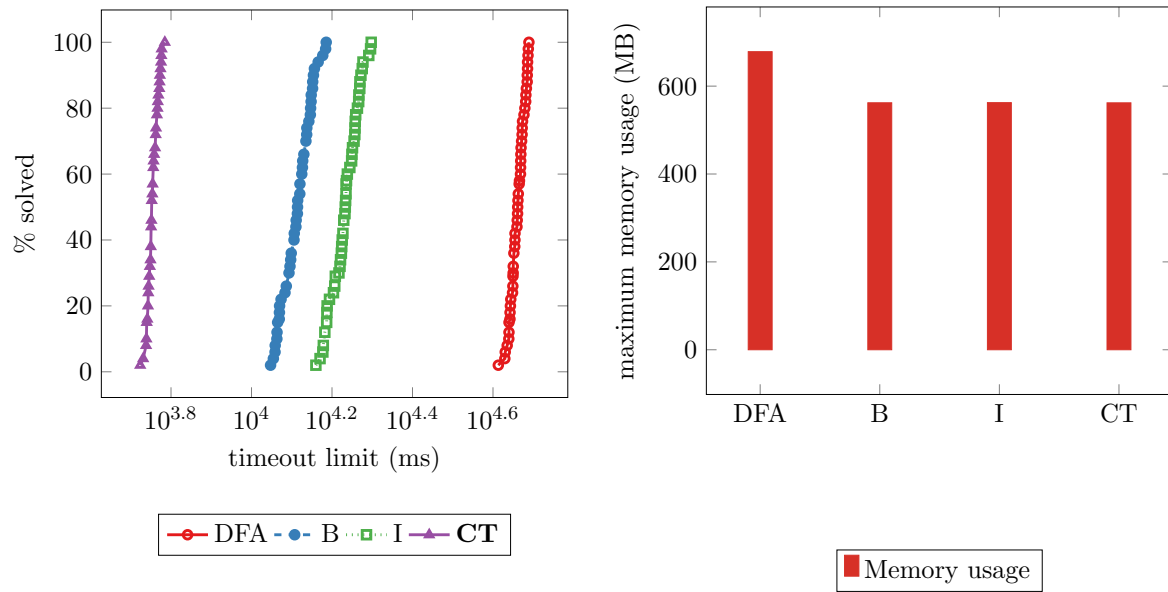 % solved
100
80
60
40
20
0
10^3.8 10^4 10^4.2 10^4.4 10^4.6
timeout limit (ms)
DFA B I CT
maximum memory usage (MB)
600
400
200
0
DFA B I CT
Memory usage